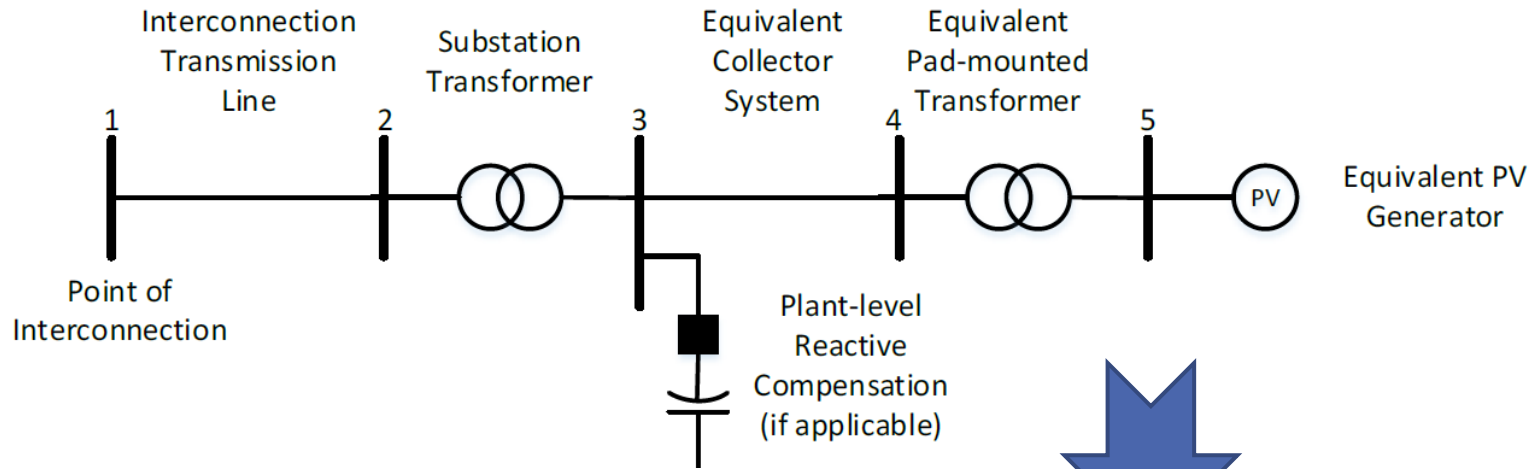 Interconnection
Transmission
Line
Substation
Transformer
Equivalent
Collector
System
Equivalent
Pad-mounted
Transformer
1
2
3
4
5
PV
Equivalent PV
Generator
Point of
Interconnection
Plant-level
Reactive
Compensation
(if applicable)